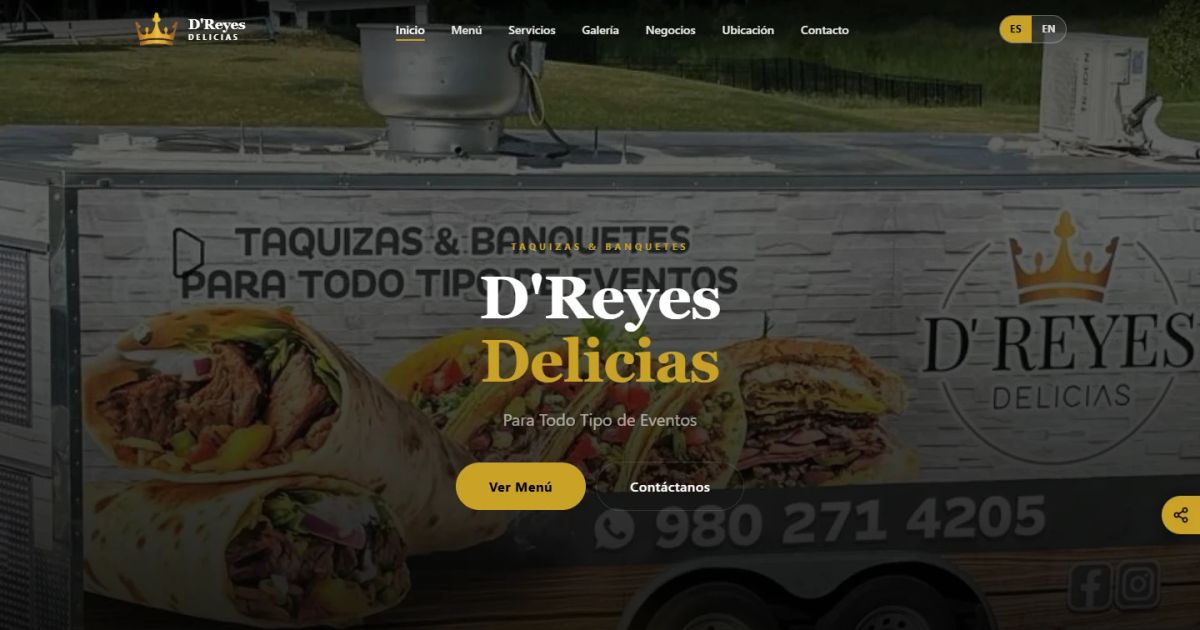 D'Reyes
DELICIAS
Inicio Menú Servicios Galería Negocios Ubicación Contacto
ES EN
TAQUIZAS & BANQUETES
PARA TODO TIPO DE EVENTOS
TAQUIZAS & BANQUETES
D'Reyes
Delicias
Para Todo Tipo de Eventos
Ver Menú
Contáctanos
D'REYES
DELICIAS
980 271 4205